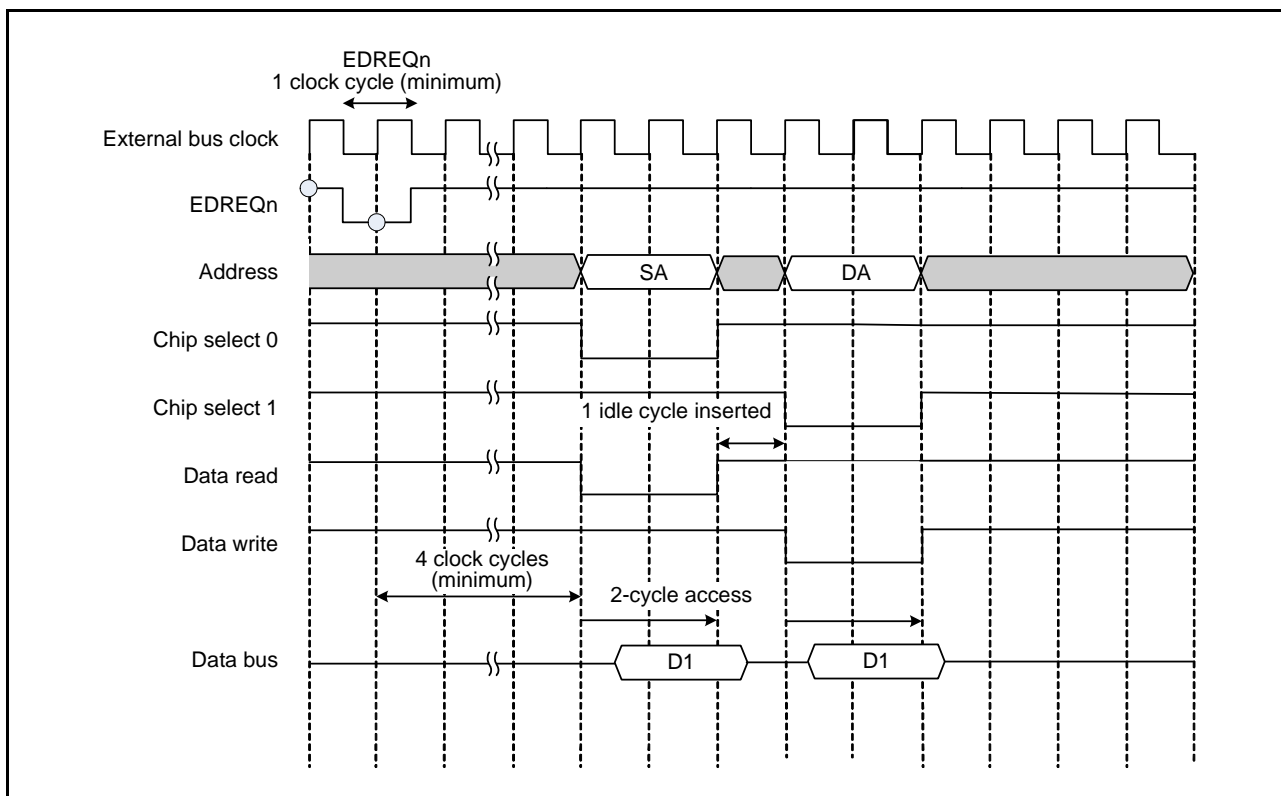 EDREQn
1 clock cycle (minimum)
External bus clock
EDREQn
Address
SA
DA
Chip select 0
Chip select 1
1 idle cycle inserted
Data read
Data write
4 clock cycles
(minimum)
2-cycle access
Data bus
D1
D1